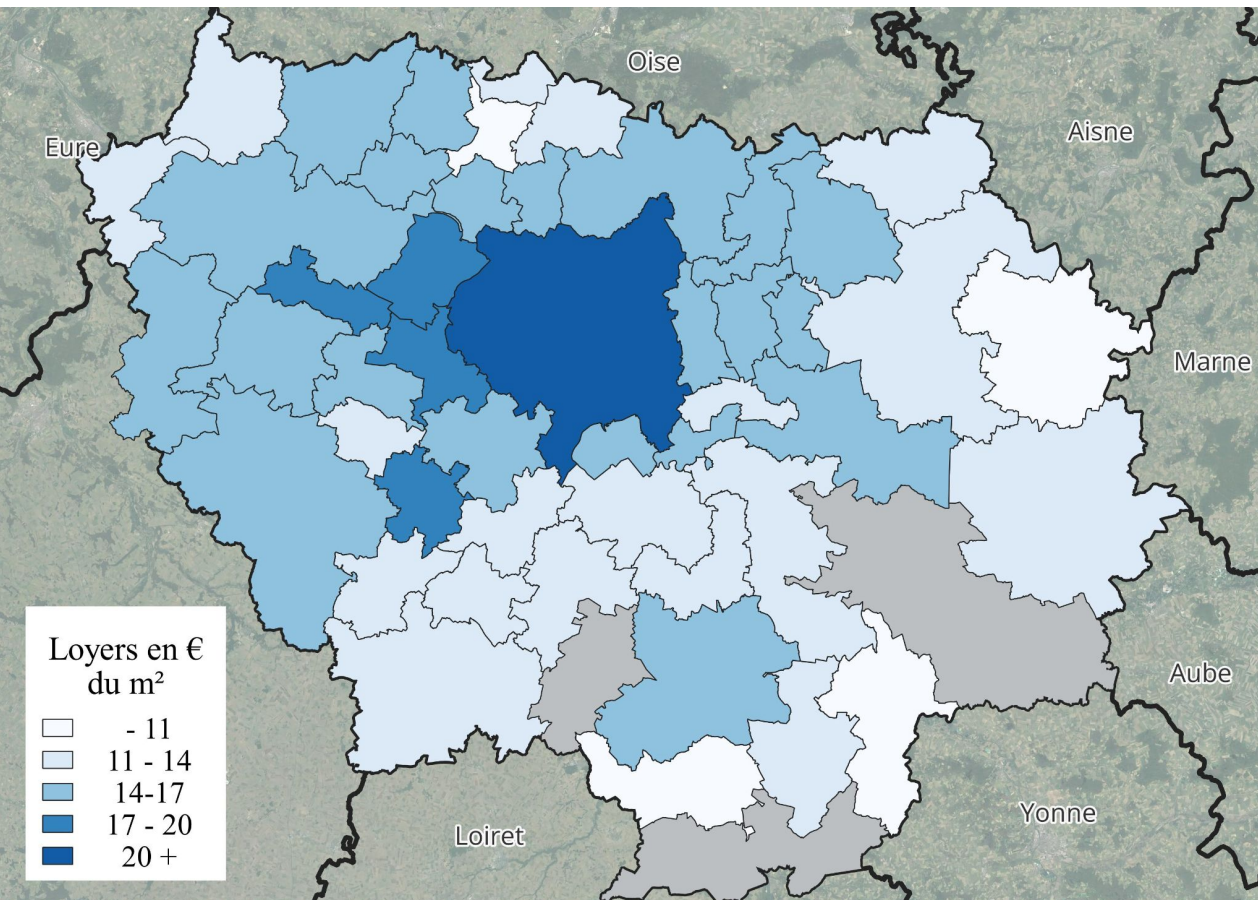 Oise
Aisne
Eure
Marne
Aube
Yonne
Loiret
Loyers en €
du m²
- 11
11 - 14
14-17
17 - 20
20 +